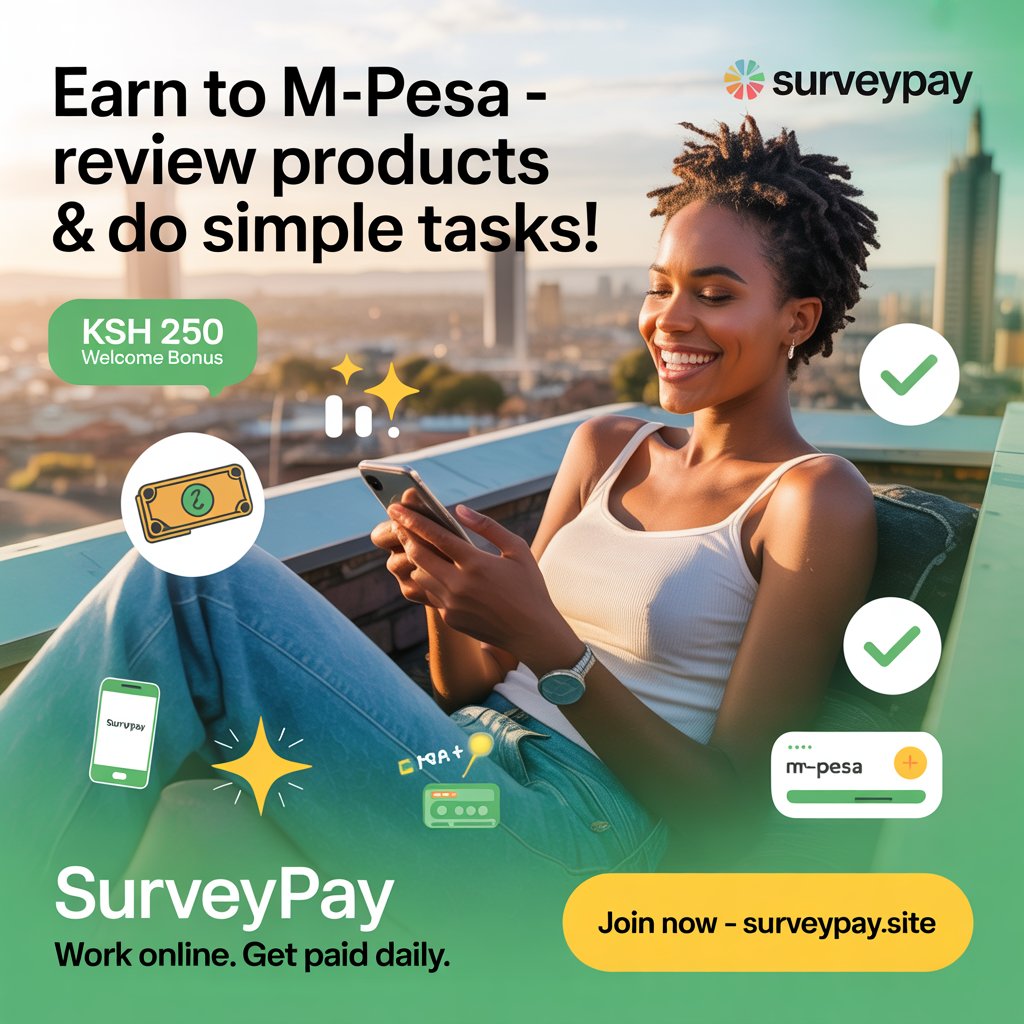 Earn to M-Pesa -
review products
& do simple tasks!
surveypay
KSH 250
Welcome Bonus
m-pesa
SurveyPay
Work online. Get paid daily.
Join now - surveypay.site